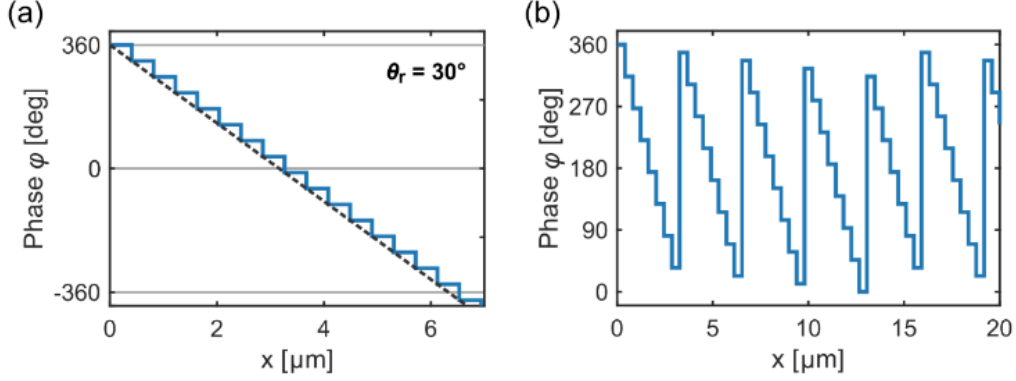 (a)
360
0
-360
Phase φ [deg]
θr = 30°
0
2
4
6
x [µm]
(b)
360
270
180
90
0
Phase φ [deg]
0
5
10
15
20
x [µm]